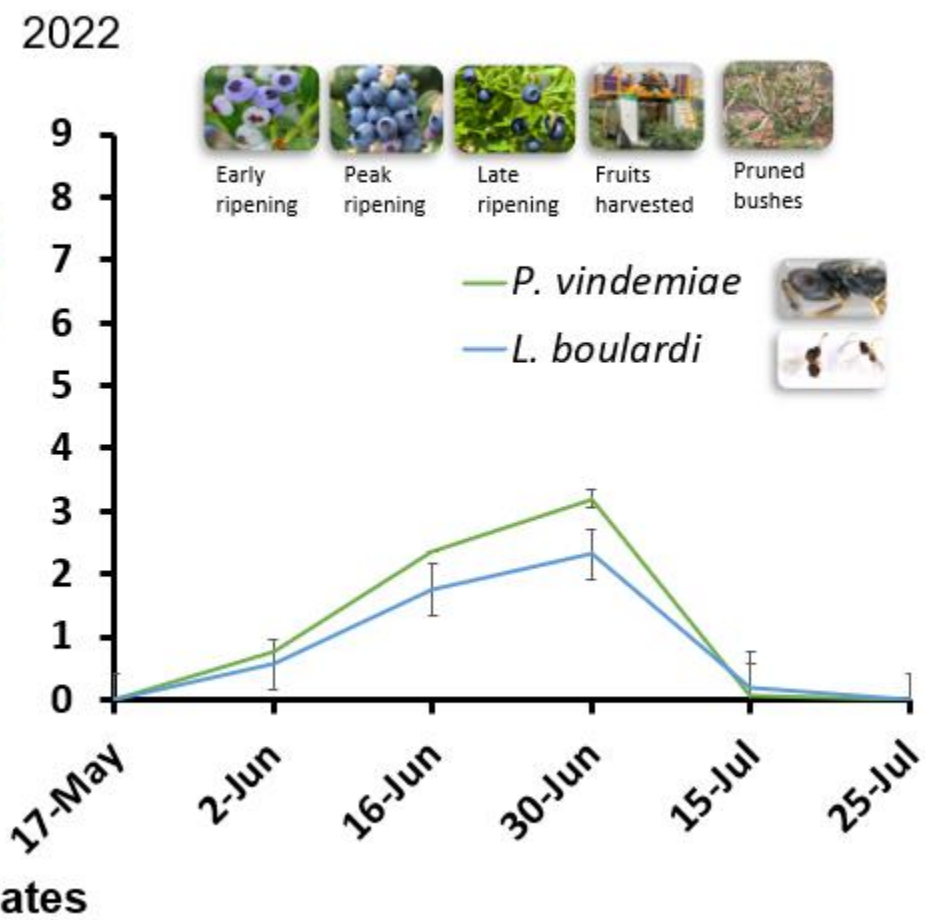 2022
Early
ripening
Peak
ripening
Late
ripening
Fruits
harvested
Pruned
bushes
9
8
7
6
5
4
3
2
1
0
P. vindemiae
L. boulardi
17-May
2-Jun
16-Jun
30-Jun
15-Jul
25-Jul
ates